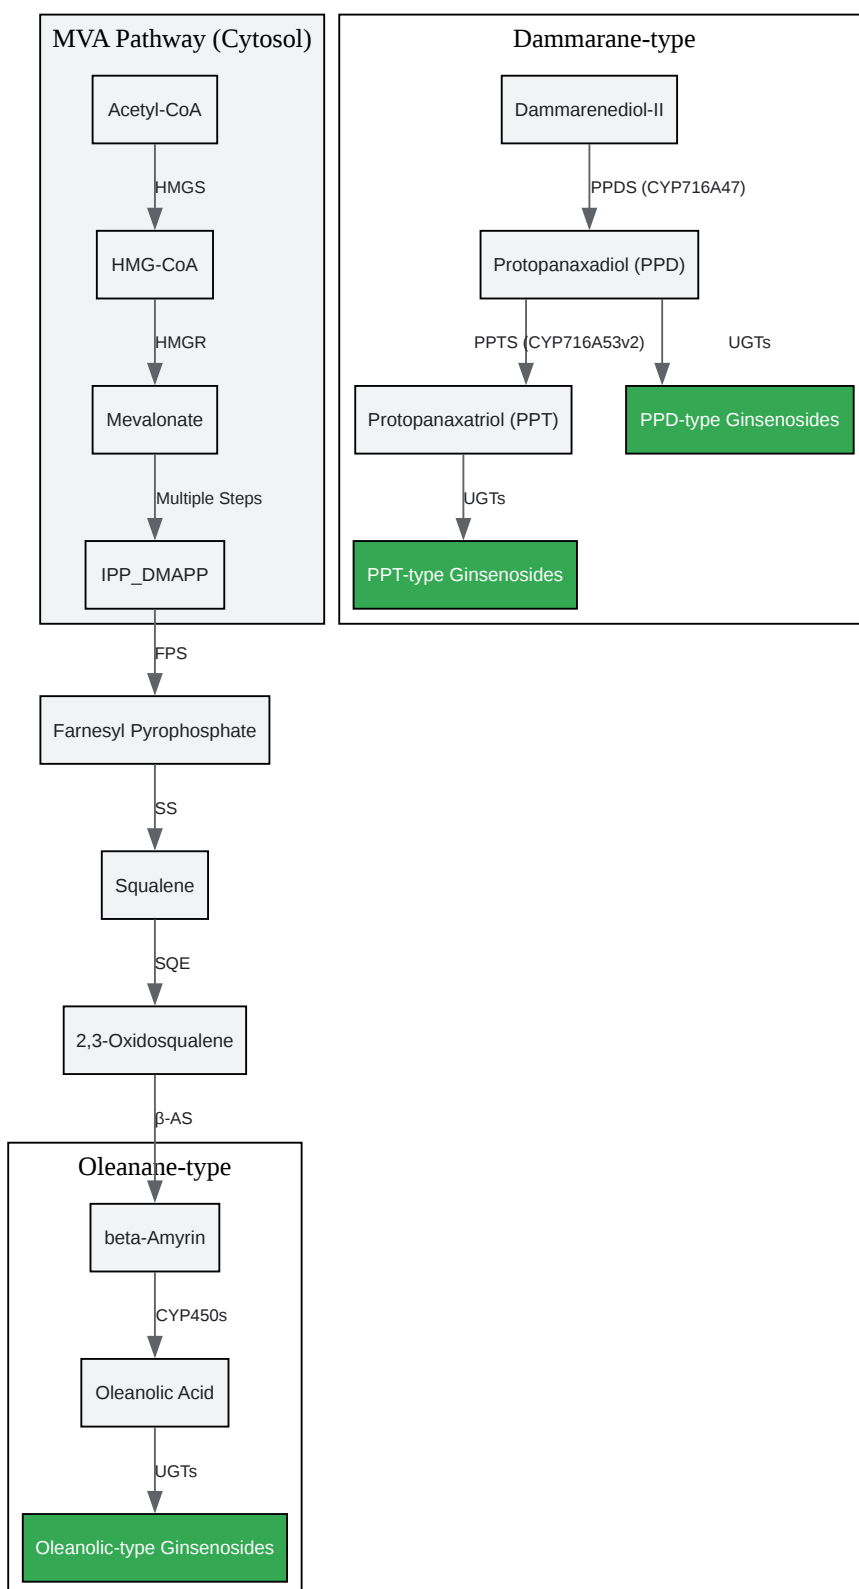 MVA Pathway (Cytosol)
Acetyl-CoA
HMGS
HMG-CoA
HMGR
Mevalonate
Multiple Steps
IPP_DMAPP
FPS
Farnesyl Pyrophosphate
SS
Squalene
SQE
2,3-Oxidosqualene
β-AS
Oleanane-type
beta-Amyrin
CYP450s
Oleanolic Acid
UGTs
Oleanolic-type Ginsenosides
Dammarane-type
Dammarenediol-II
PPDS (CYP716A47)
Protopanaxadiol (PPD)
PPTS (CYP716A53v2)
UGTs
Protopanaxatriol (PPT)
PPD-type Ginsenosides
UGTs
PPT-type Ginsenosides